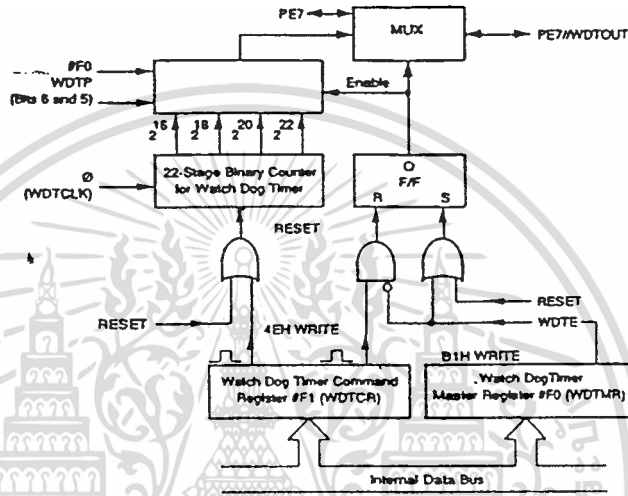 PE7
MUX
PE7//WDTOUT
#F0
WDTP
(Bits 6 and 5)
Enable
2 16 2 18 2 20 2 22
Ø
(WDTCLK)
22-Stage Binary Counter
for Watch Dog Timer
Q
F/F
R S
RESET
RESET
RESET
WDTE
4EH WRITE
B1H WRITE
Watch Dog Timer Command
Register #F1 (WDTCR)
Watch DogTimer
Master Register #F0 (WDTMR)
Internal Data Bus